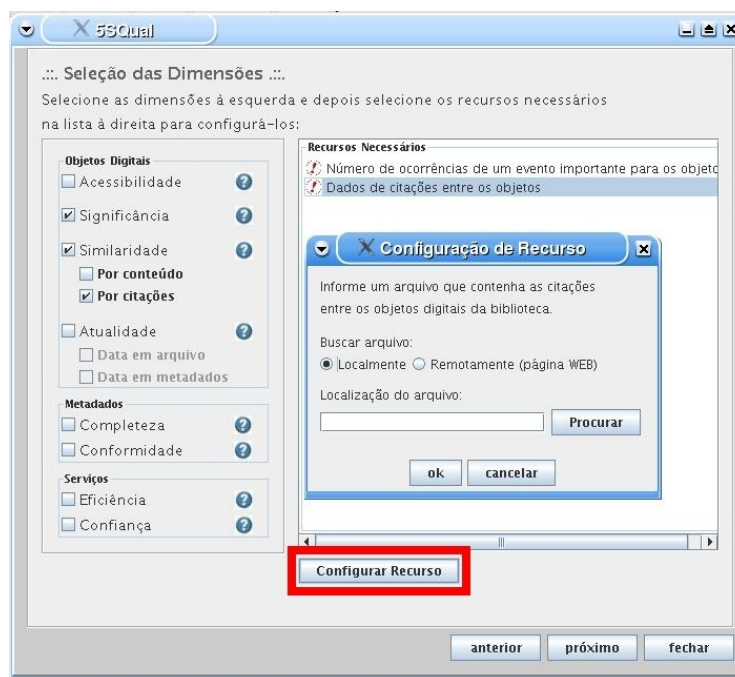 5SQual
.::. Seleção das Dimensões .::.
Selecione as dimensões à esquerda e depois selecione os recursos necessários
na lista à direita para configurá-los:
Objetos Digitais
Acessibilidade
Significância
Similaridade
Por conteúdo
Por citações
Atualidade
Data em arquivo
Data em metadados
Metadados
Completeza
Conformidade
Serviços
Eficiência
Confiança
Recursos Necessários
Número de ocorrências de um evento importante para os objetc
Dados de citações entre os objetos
Configuração de Recurso
Informe um arquivo que contenha as citações
entre os objetos digitais da biblioteca.
Buscar arquivo:
Localmente Remotamente (página WEB)
Localização do arquivo:
Procurar
ok cancelar
Configurar Recurso
anterior próximo fechar